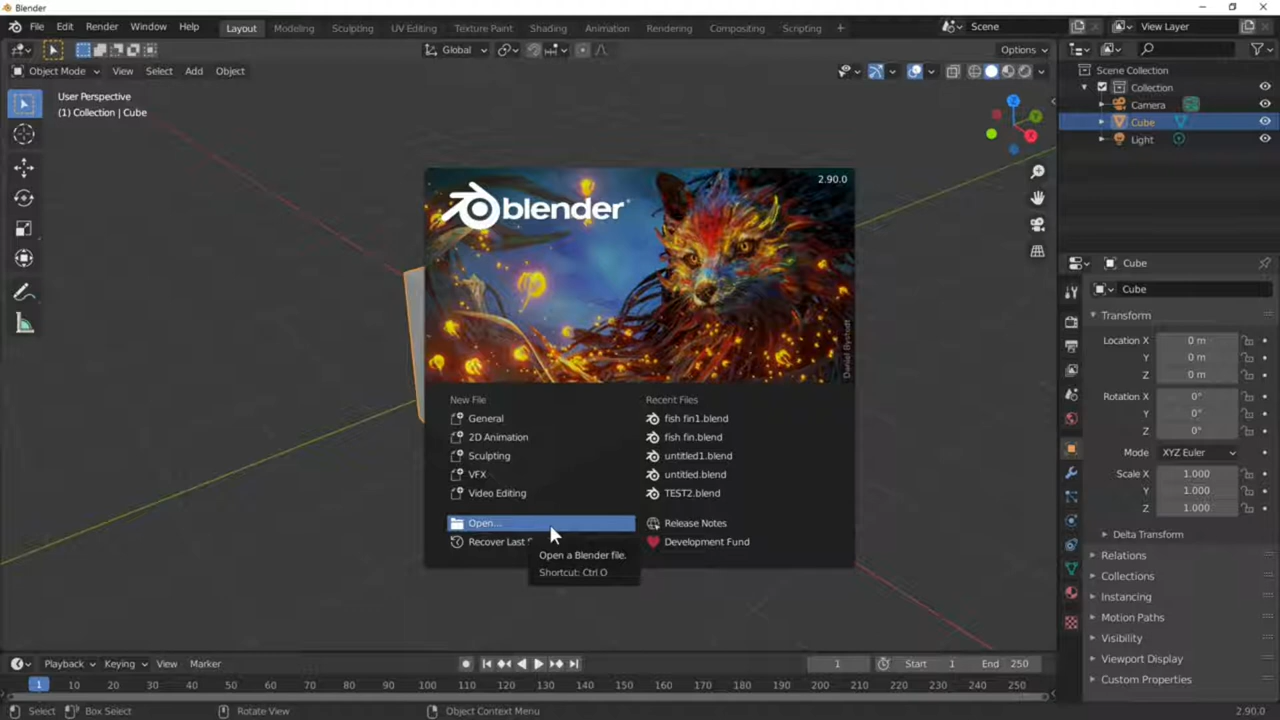 Blender
File Edit Render Window Help Layout Modeling Sculpting UV Editing Texture Paint Shading Animation Rendering Compositing Scripting + Scene View Layer
Global Options
Object Mode View Select Add Object
User Perspective
(1) Collection | Cube
Scene Collection
Collection
Camera
Cube
Light
Z
Y
X
2.90.0
blender
Daniel Bystedt
New File
General
2D Animation
Sculpting
VFX
Video Editing
Open...
Recover Last S
Recent Files
fish fin1.blend
fish fin.blend
untitled1.blend
untitled.blend
TEST2.blend
Release Notes
Development Fund
Open a Blender file.
Shortcut: Ctrl O
Cube
Cube
Transform
Location X 0 m
Y 0 m
Z 0 m
Rotation X 0°
Y 0°
Z 0°
Mode XYZ Euler
Scale X 1.000
Y 1.000
Z 1.000
Delta Transform
Relations
Collections
Instancing
Motion Paths
Visibility
Viewport Display
Custom Properties
Playback Keying View Marker 1 Start 1 End 250
1 10 20 30 40 50 60 70 80 90 100 110 120 130 140 150 160 170 180 190 200 210 220 230 240 250
Select Box Select Rotate View Object Context Menu 2.90.0